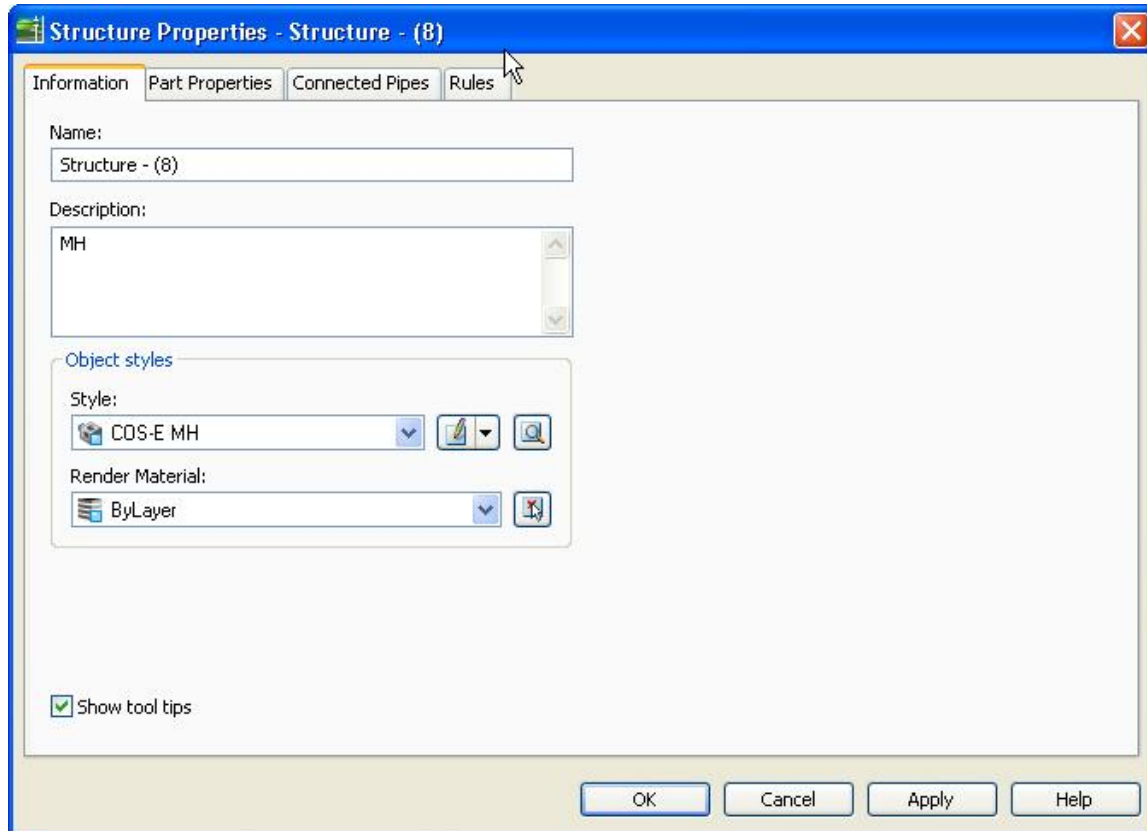 Structure Properties - Structure - (8)
Information Part Properties Connected Pipes Rules
Name:
Structure - (8)
Description:
MH
Object styles
Style:
COS-E MH
Render Material:
ByLayer
Show tool tips
OK Cancel Apply Help